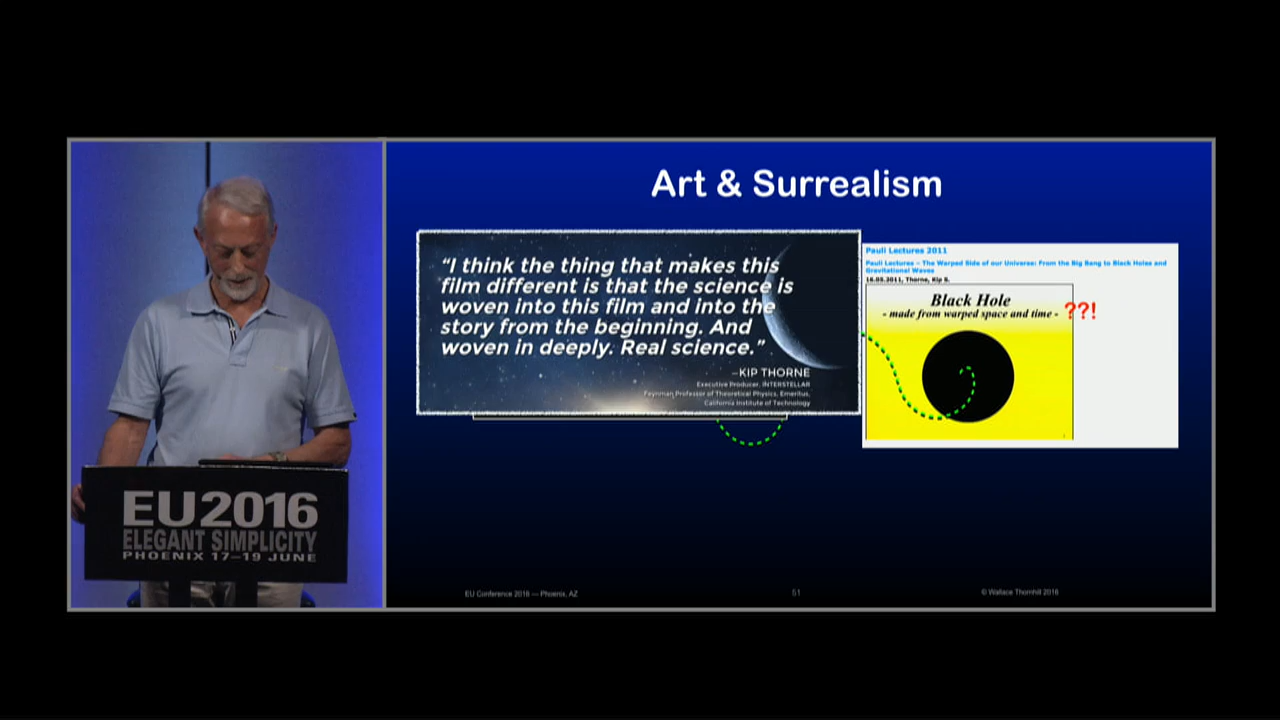 Art & Surrealism
“I think the thing that makes this
film different is that the science is
woven into this film and into the
story from the beginning. And
woven in deeply. Real science.”
–KIP THORNE
Executive Producer, INTERSTELLAR
Feynman Professor of Theoretical Physics, Emeritus,
California Institute of Technology
Pauli Lectures 2011
Pauli Lectures – The Warped Side of our Universe: From the Big Bang to Black Holes and
Gravitational Waves
16.05.2011, Thorne, Kip S.
Black Hole
- made from warped space and time - ??!
EU2016
ELEGANT SIMPLICITY
PHOENIX 17–19 JUNE
EU Conference 2016 — Phoenix, AZ
51
© Wallace Thornhill 2016